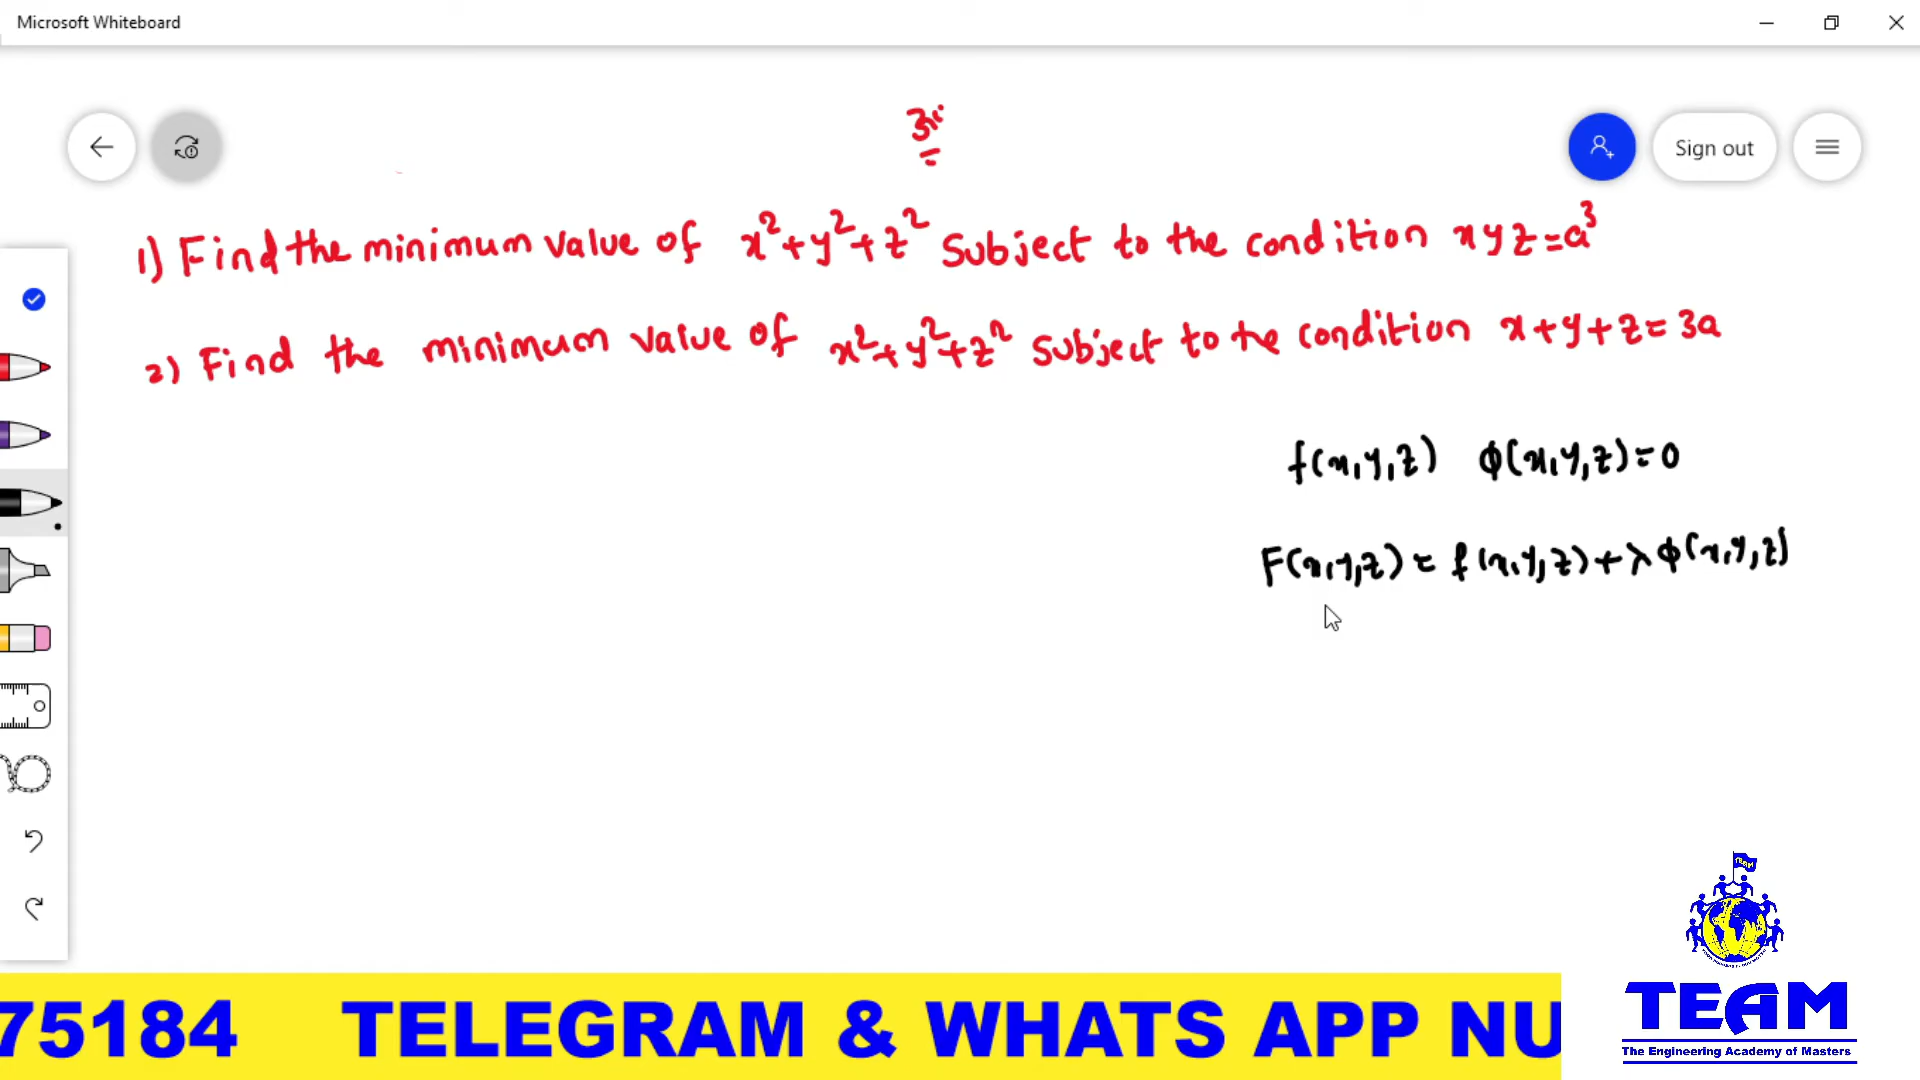 Microsoft Whiteboard
Sign out
1) Find the minimum value of x²+y²+z² subject to the condition xyz=a³
2) Find the minimum value of x²+y²+z² subject to the condition x+y+z=3a
f(x,y,z) ϕ(x,y,z)=0
F(x,y,z) = f(x,y,z)+λϕ(x,y,z)
TEAM
TEAM
The Engineering Academy of Masters
75184 TELEGRAM & WHATS APP NU